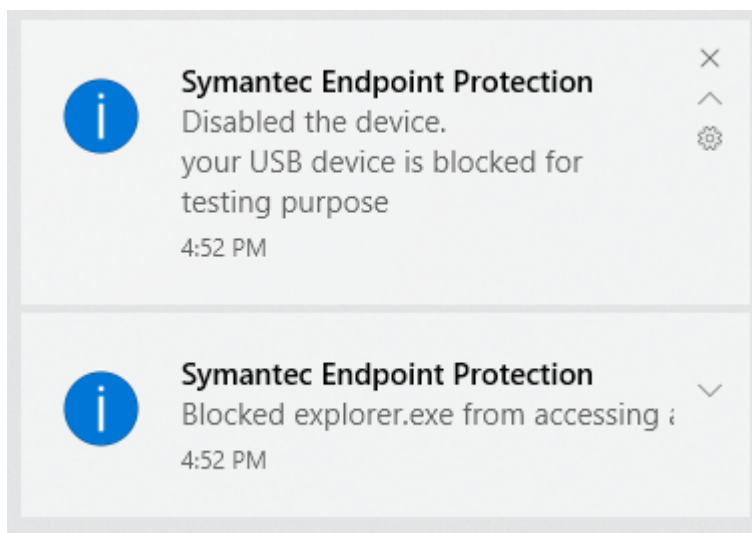 Symantec Endpoint Protection
Disabled the device.
your USB device is blocked for
testing purpose
4:52 PM
Symantec Endpoint Protection
Blocked explorer.exe from accessing
4:52 PM